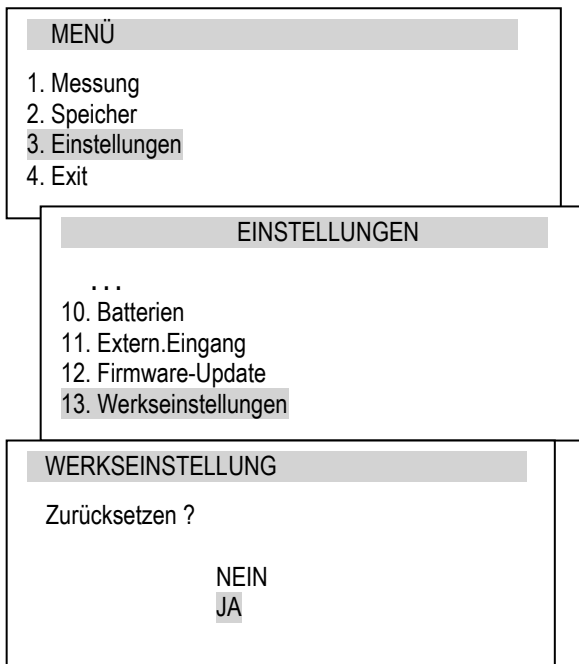 MENÜ
1. Messung
2. Speicher
3. Einstellungen
4. Exit
EINSTELLUNGEN
...
10. Batterien
11. Extern.Eingang
12. Firmware-Update
13. Werkseinstellungen
WERKSEINSTELLUNG
Zurücksetzen ?
NEIN
JA